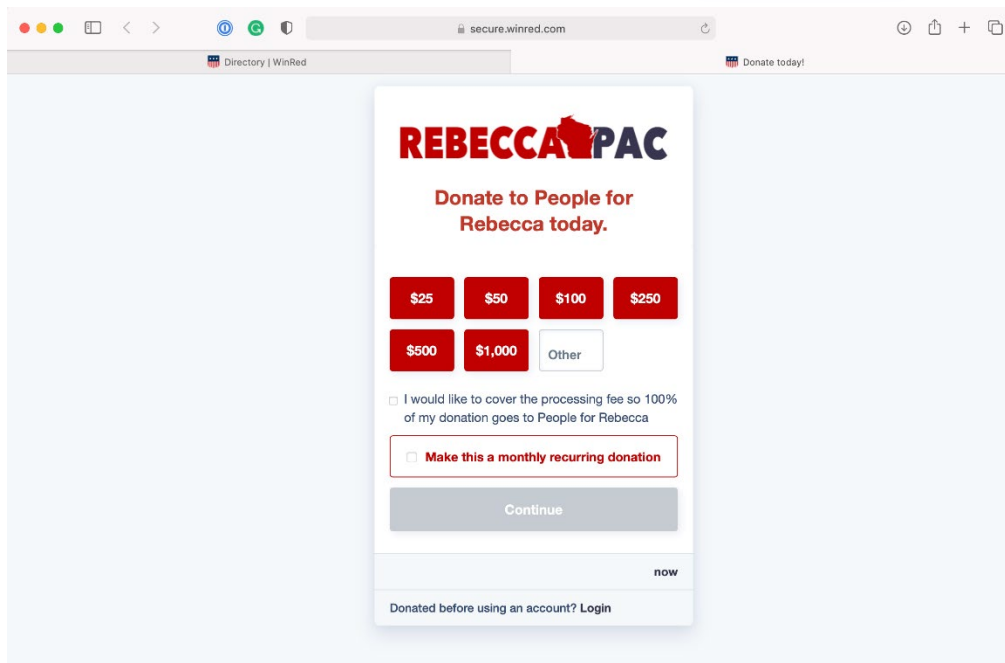 secure.winred.com
Directory | WinRed
Donate today!
REBECCA PAC
Donate to People for
Rebecca today.
$25
$50
$100
$250
$500
$1,000
Other
I would like to cover the processing fee so 100%
of my donation goes to People for Rebecca
Make this a monthly recurring donation
Continue
now
Donated before using an account? Login